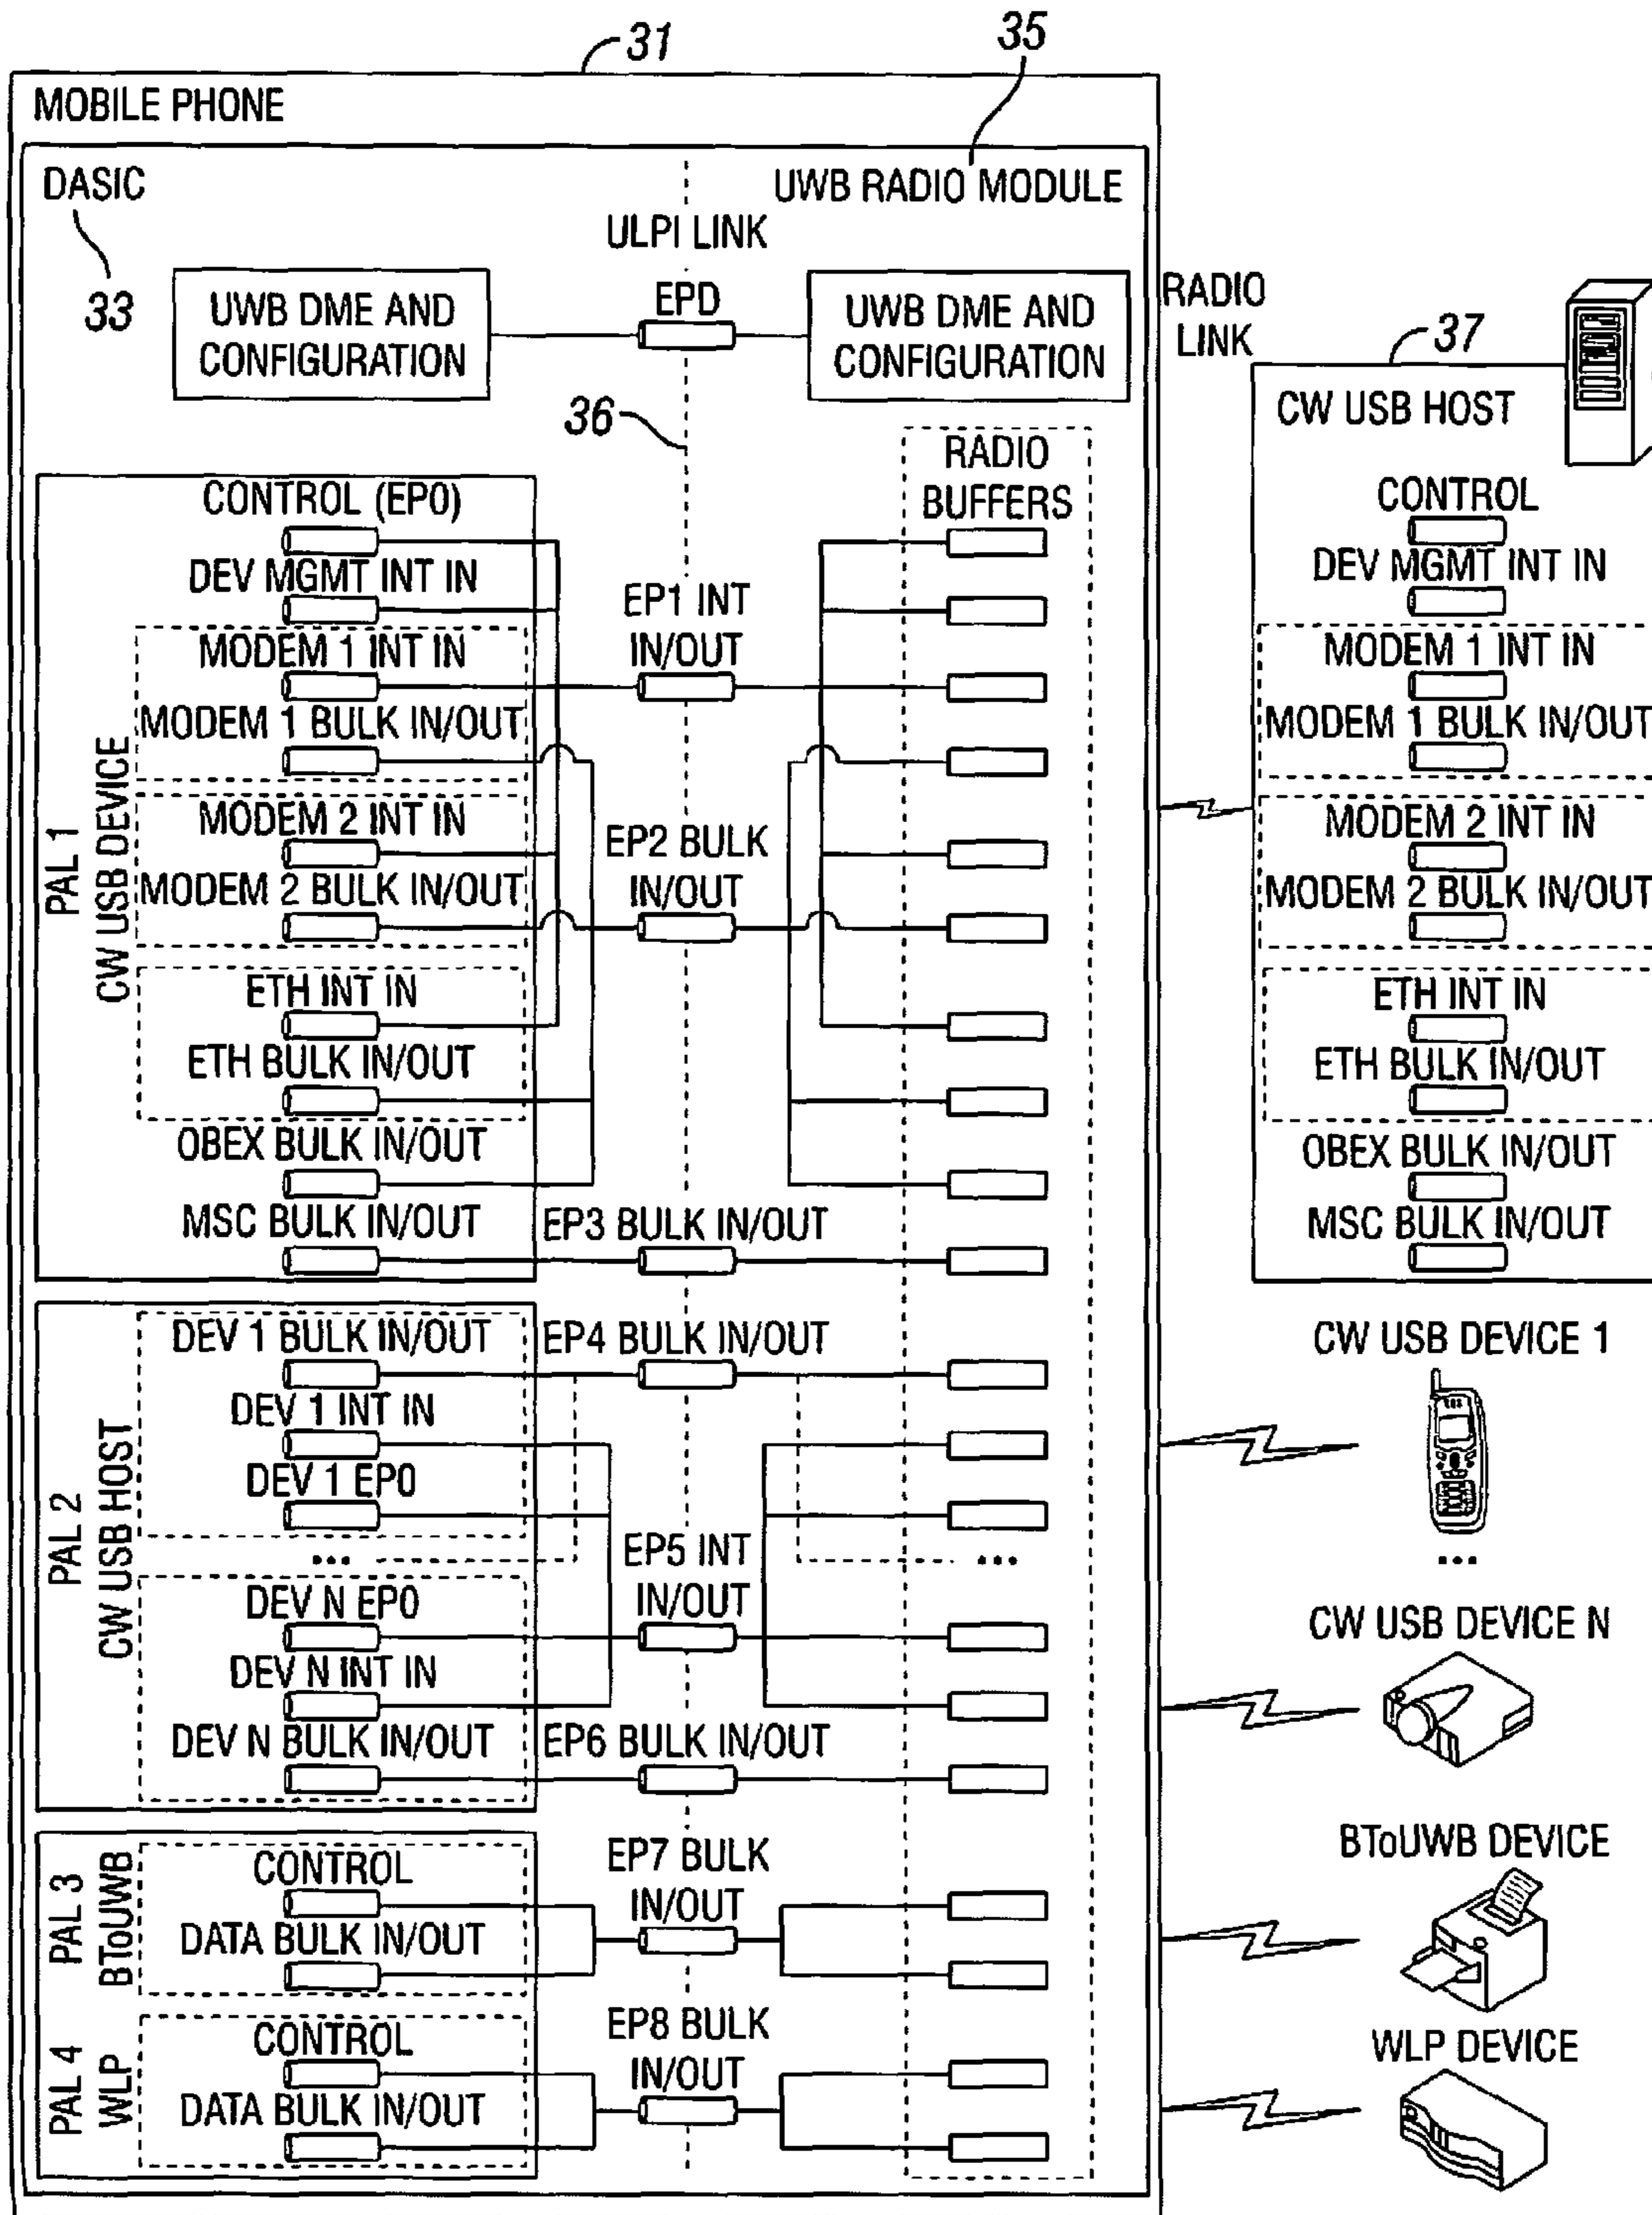 31
35
MOBILE PHONE
DASIC
33
ULPI LINK
UWB RADIO MODULE
UWB DME AND
CONFIGURATION
EPD
UWB DME AND
CONFIGURATION
36
RADIO
BUFFERS
PAL 1
CW USB DEVICE
CONTROL (EP0)
DEV MGMT INT IN
MODEM 1 INT IN
MODEM 1 BULK IN/OUT
MODEM 2 INT IN
MODEM 2 BULK IN/OUT
ETH INT IN
ETH BULK IN/OUT
OBEX BULK IN/OUT
MSC BULK IN/OUT
EP1 INT
IN/OUT
EP2 BULK
IN/OUT
EP3 BULK IN/OUT
PAL 2
CW USB HOST
DEV 1 BULK IN/OUT
DEV 1 INT IN
DEV 1 EP0
...
DEV N EP0
DEV N INT IN
DEV N BULK IN/OUT
EP4 BULK IN/OUT
EP5 INT
IN/OUT
EP6 BULK IN/OUT
...
PAL 3
BToUWB
CONTROL
DATA BULK IN/OUT
EP7 BULK
IN/OUT
PAL 4
WLP
CONTROL
DATA BULK IN/OUT
EP8 BULK
IN/OUT
RADIO
LINK
37
CW USB HOST
CONTROL
DEV MGMT INT IN
MODEM 1 INT IN
MODEM 1 BULK IN/OUT
MODEM 2 INT IN
MODEM 2 BULK IN/OUT
ETH INT IN
ETH BULK IN/OUT
OBEX BULK IN/OUT
MSC BULK IN/OUT
CW USB DEVICE 1
...
CW USB DEVICE N
BToUWB DEVICE
WLP DEVICE